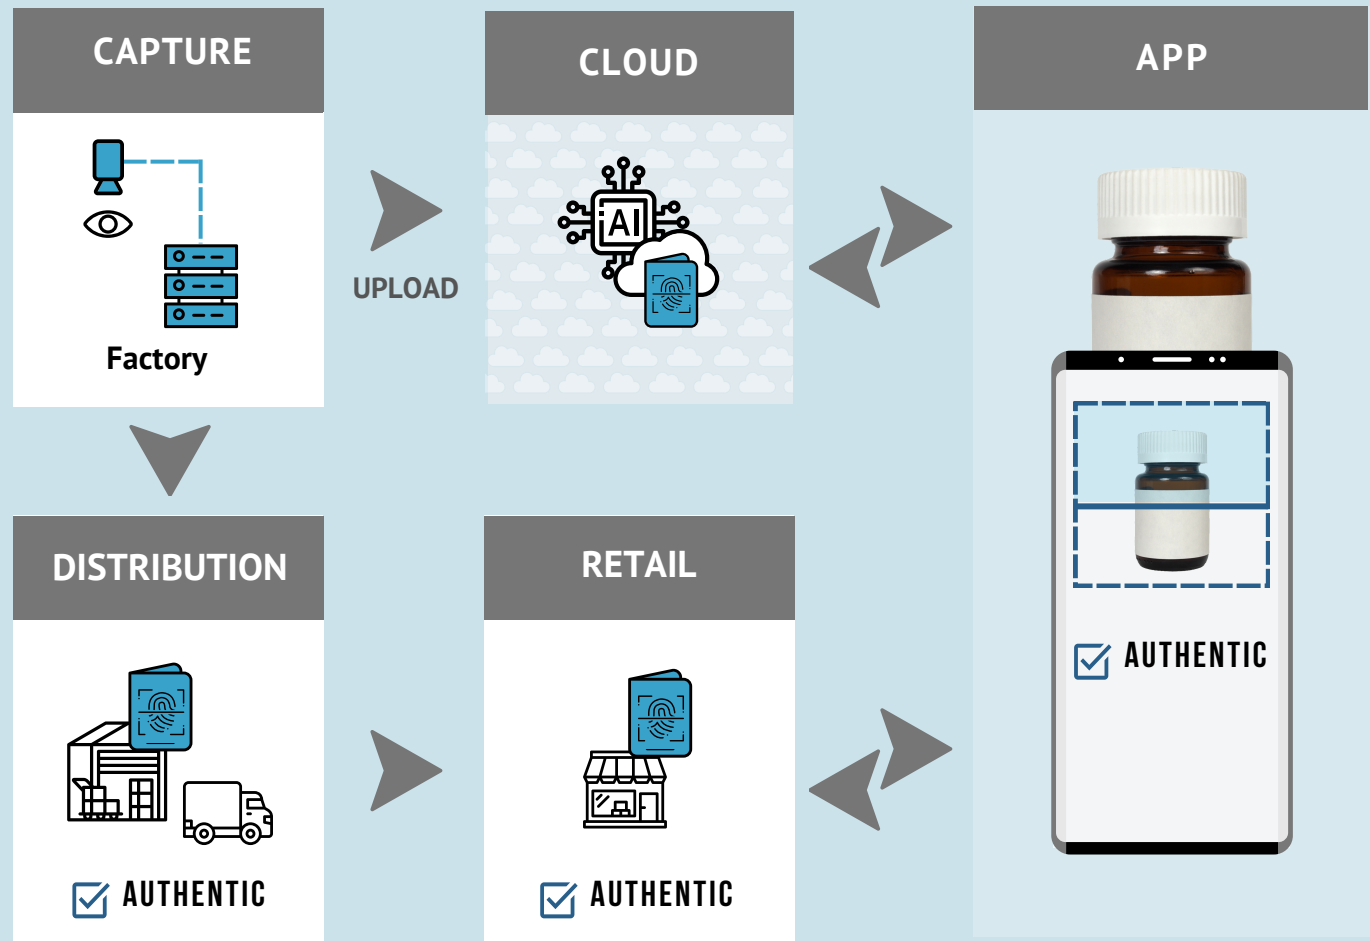 CAPTURE
CLOUD
APP
AI
UPLOAD
Factory
DISTRIBUTION
RETAIL
AUTHENTIC
AUTHENTIC
AUTHENTIC